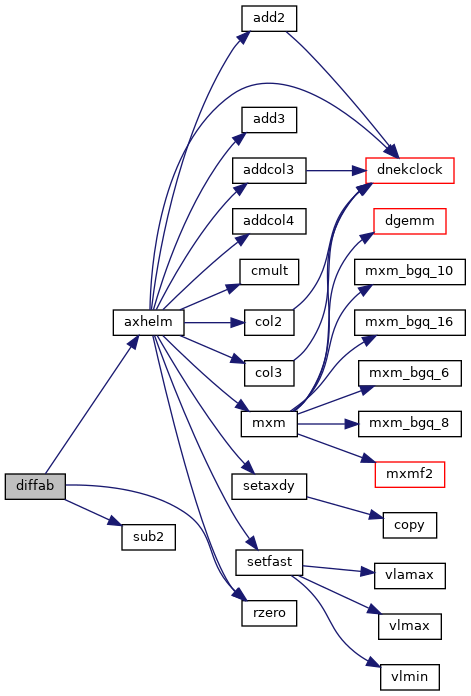 add2
add3
dnekclock
addcol3
dgemm
addcol4
mxm_bgq_10
cmult
axhelm
col2
mxm_bgq_16
col3
mxm_bgq_6
mxm
mxm_bgq_8
mxmf2
diffab
setaxdy
sub2
copy
setfast
vlamax
rzero
vlmax
vlmin